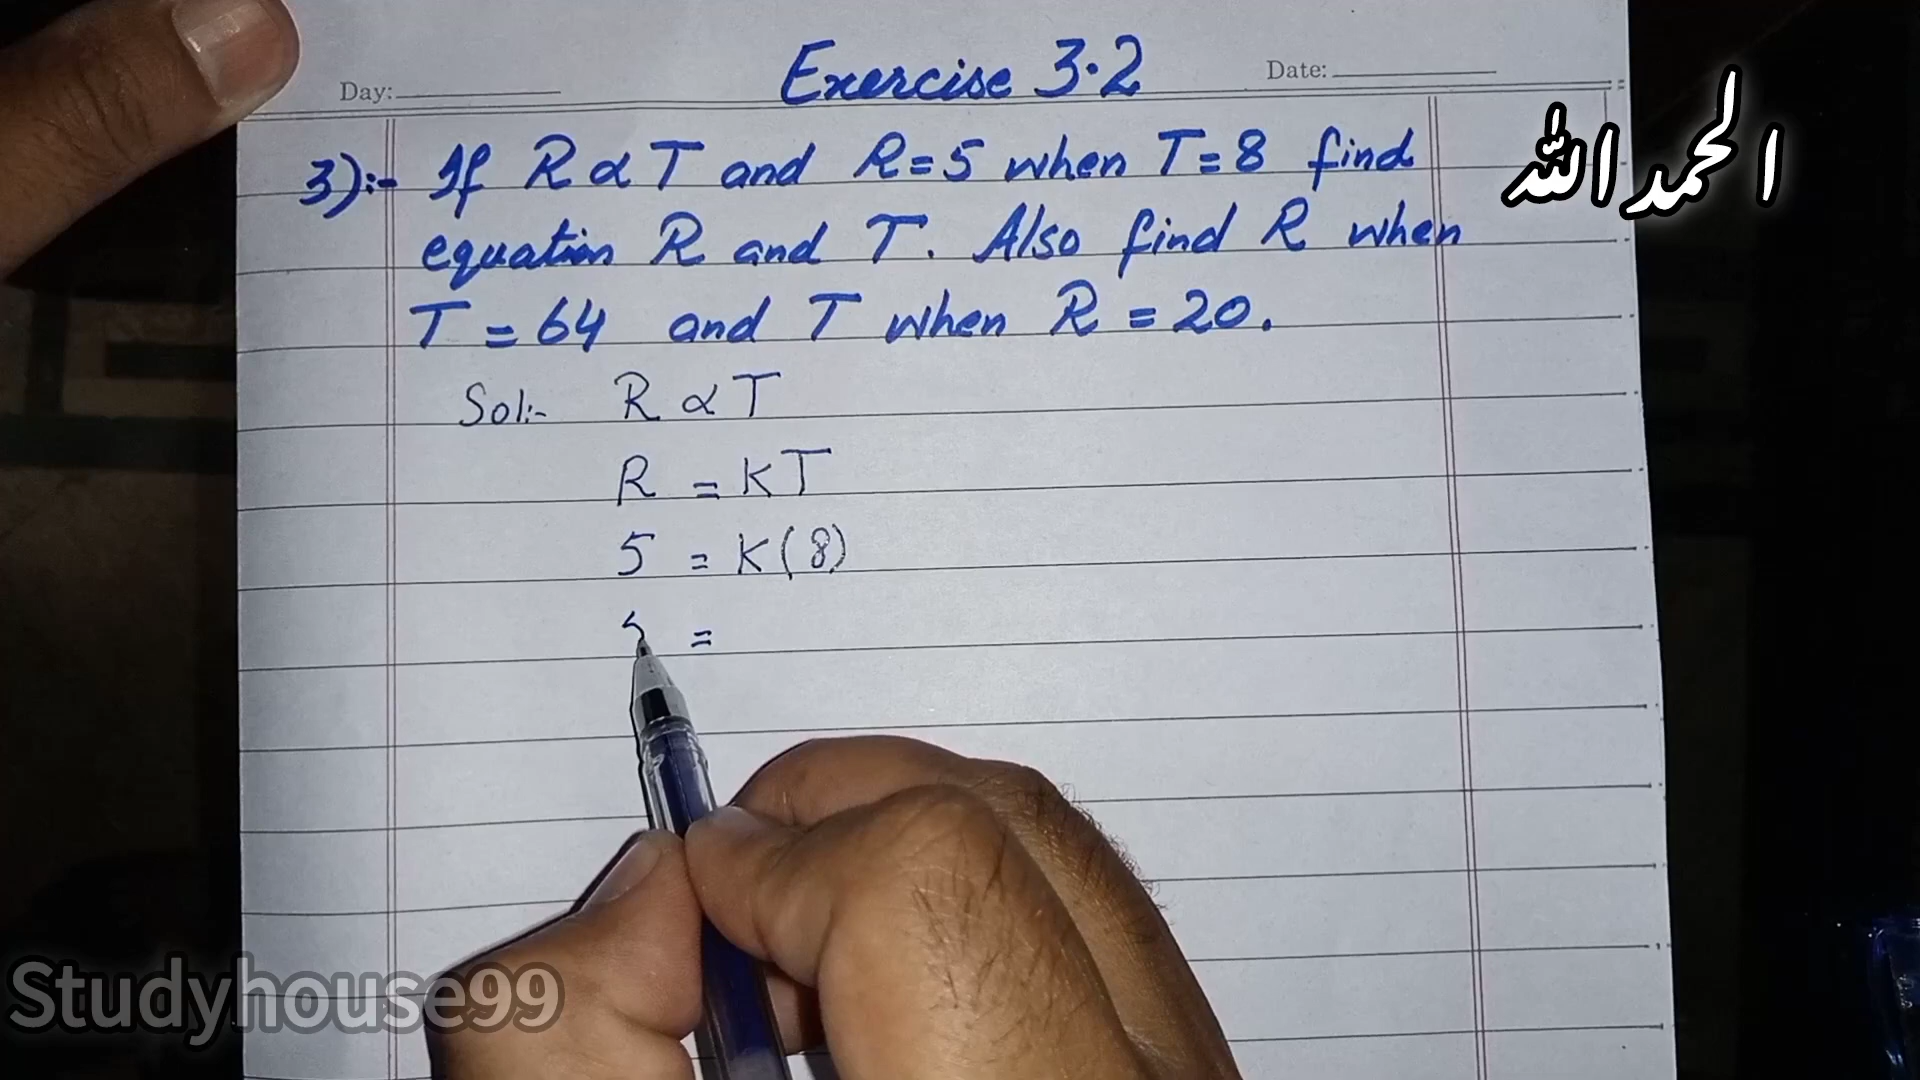 Day:
Exercise 3.2
Date:
الحمدالله
3):- If R α T and R = 5 when T = 8 find
equation R and T. Also find R when
T = 64 and T when R = 20.
Sol:- R α T
R = KT
5 = K(8)
=
Studyhouse99